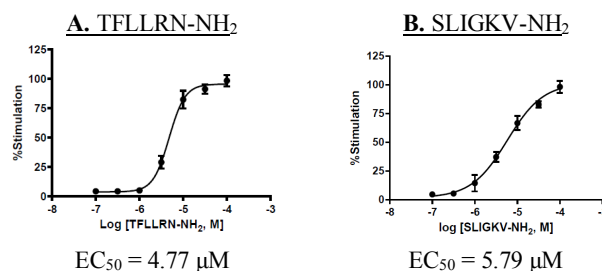 A. TFLLRN-NH₂
125
100
75
50
25
0
%Stimulation
-8 -7 -6 -5 -4 -3
Log [TFLLRN-NH₂, M]
EC₅₀ = 4.77 µM
B. SLIGKV-NH₂
125
100
75
50
25
0
%Stimulation
-8 -7 -6 -5 -4 -3
log [SLIGKV-NH₂, M]
EC₅₀ = 5.79 µM